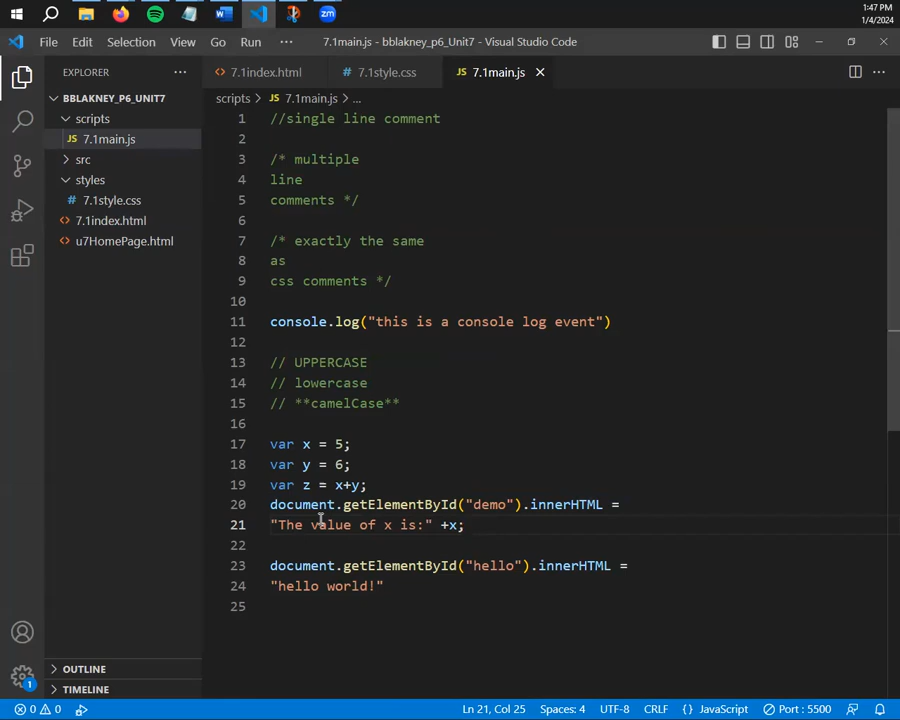 W
zm
1:47 PM
1/4/2024
File Edit Selection View Go Run ··· 7.1main.js - bblakney_p6_Unit7 - Visual Studio Code
EXPLORER ···
<> 7.1index.html # 7.1style.css JS 7.1main.js ×
BBLAKNEY_P6_UNIT7
scripts > JS 7.1main.js > ...
scripts
JS 7.1main.js
src
styles
# 7.1style.css
<> 7.1index.html
<> u7HomePage.html
1 //single line comment
2
3 /* multiple
4 line
5 comments */
6
7 /* exactly the same
8 as
9 css comments */
10
11 console.log("this is a console log event")
12
13 // UPPERCASE
14 // lowercase
15 // **camelCase**
16
17 var x = 5;
18 var y = 6;
19 var z = x+y;
20 document.getElementById("demo").innerHTML =
21 "The value of x is:" +x;
22
23 document.getElementById("hello").innerHTML =
24 "hello world!"
25
OUTLINE
TIMELINE
1
0 0 Ln 21, Col 25 Spaces: 4 UTF-8 CRLF {} JavaScript Port : 5500